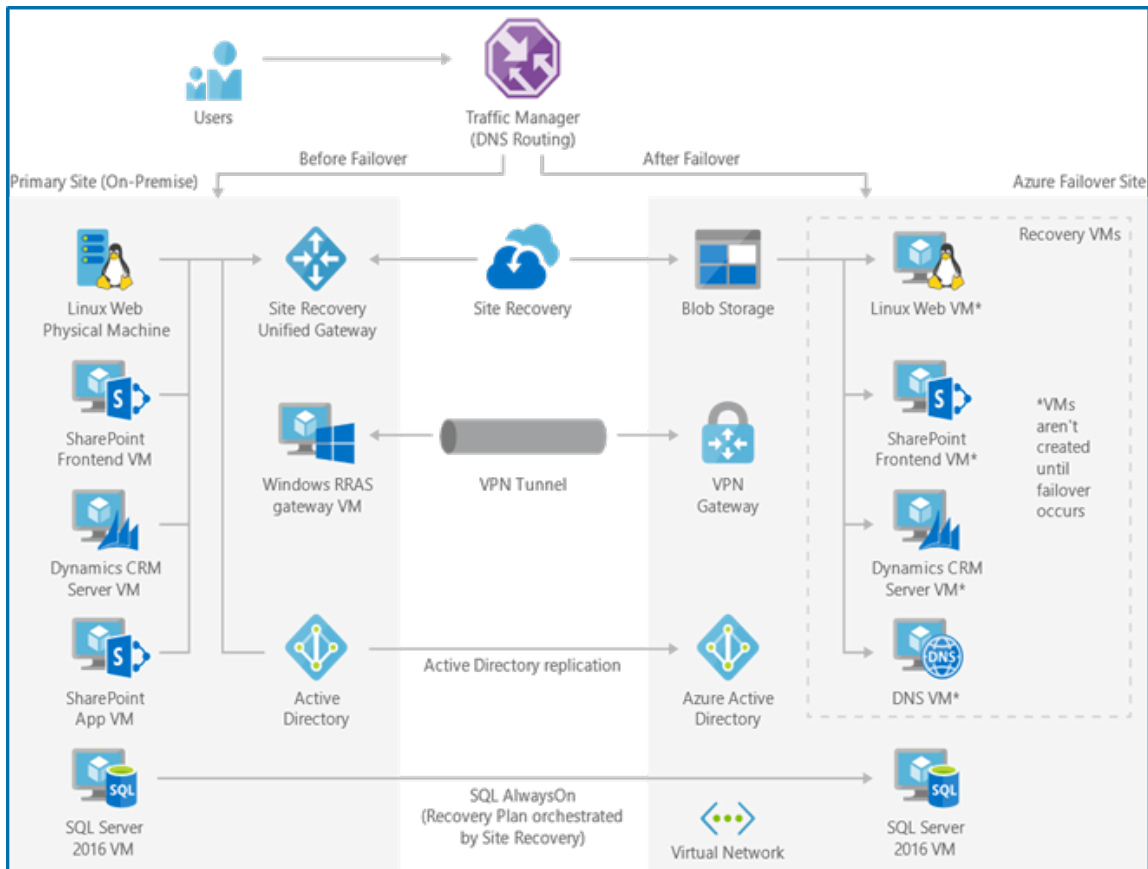 Users
Traffic Manager
(DNS Routing)
Before Failover
After Failover
Primary Site (On-Premise)
Azure Failover Site
Recovery VMs
Linux Web
Physical Machine
Site Recovery
Unified Gateway
Site Recovery
Blob Storage
Linux Web VM*
S
SharePoint
Frontend VM
Windows RRAS
gateway VM
VPN Tunnel
VPN
Gateway
S
SharePoint
Frontend VM*
*VMs
aren't
created
until
failover
occurs
Dynamics CRM
Server VM
Dynamics CRM
Server VM*
S
SharePoint
App VM
Active
Directory
Active Directory replication
Azure Active
Directory
DNS
DNS VM*
SQL
SQL Server
2016 VM
SQL AlwaysOn
(Recovery Plan orchestrated
by Site Recovery)
Virtual Network
SQL
SQL Server
2016 VM